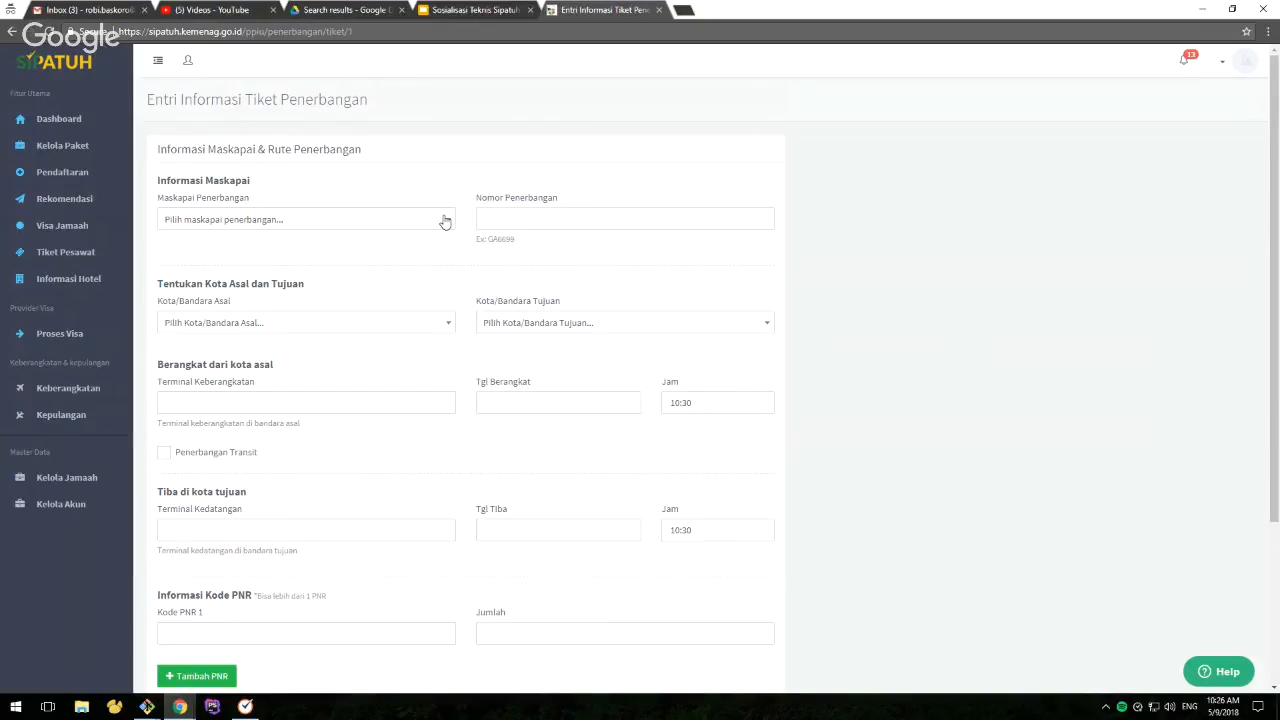 Inbox (9) - robbaskoro@
(5) Videos - YouTube
Search results - Google D
Sosialisasi Teknis Sipatuh
Entri Informasi Tiket Pene
Google
Secure
https://sipatuh.kemenag.go.id/ppiu/penerbangan/tiket/1
SIPATUH
13
Fitur Utama
Dashboard
Kelola Paket
Pendaftaran
Rekomendasi
Visa Jamaah
Tiket Pesawat
Informasi Hotel
Provider Visa
Proses Visa
Keberangkatan & kepulangan
Keberangkatan
Kepulangan
Master Data
Kelola Jamaah
Kelola Akun
Entri Informasi Tiket Penerbangan
Informasi Maskapai & Rute Penerbangan
Informasi Maskapai
Maskapai Penerbangan
Nomor Penerbangan
Pilih maskapai penerbangan...
Ex: GA6699
Tentukan Kota Asal dan Tujuan
Kota/Bandara Asal
Kota/Bandara Tujuan
Pilih Kota/Bandara Asal...
Pilih Kota/Bandara Tujuan...
Berangkat dari kota asal
Terminal Keberangkatan
Tgl Berangkat
Jam
10:30
Terminal keberangkatan di bandara asal
Penerbangan Transit
Tiba di kota tujuan
Terminal Kedatangan
Tgl Tiba
Jam
10:30
Terminal kedatangan di bandara tujuan
Informasi Kode PNR *Bisa lebih dari 1 PNR
Kode PNR 1
Jumlah
Tambah PNR
Help
ENG
10:26 AM
5/9/2018